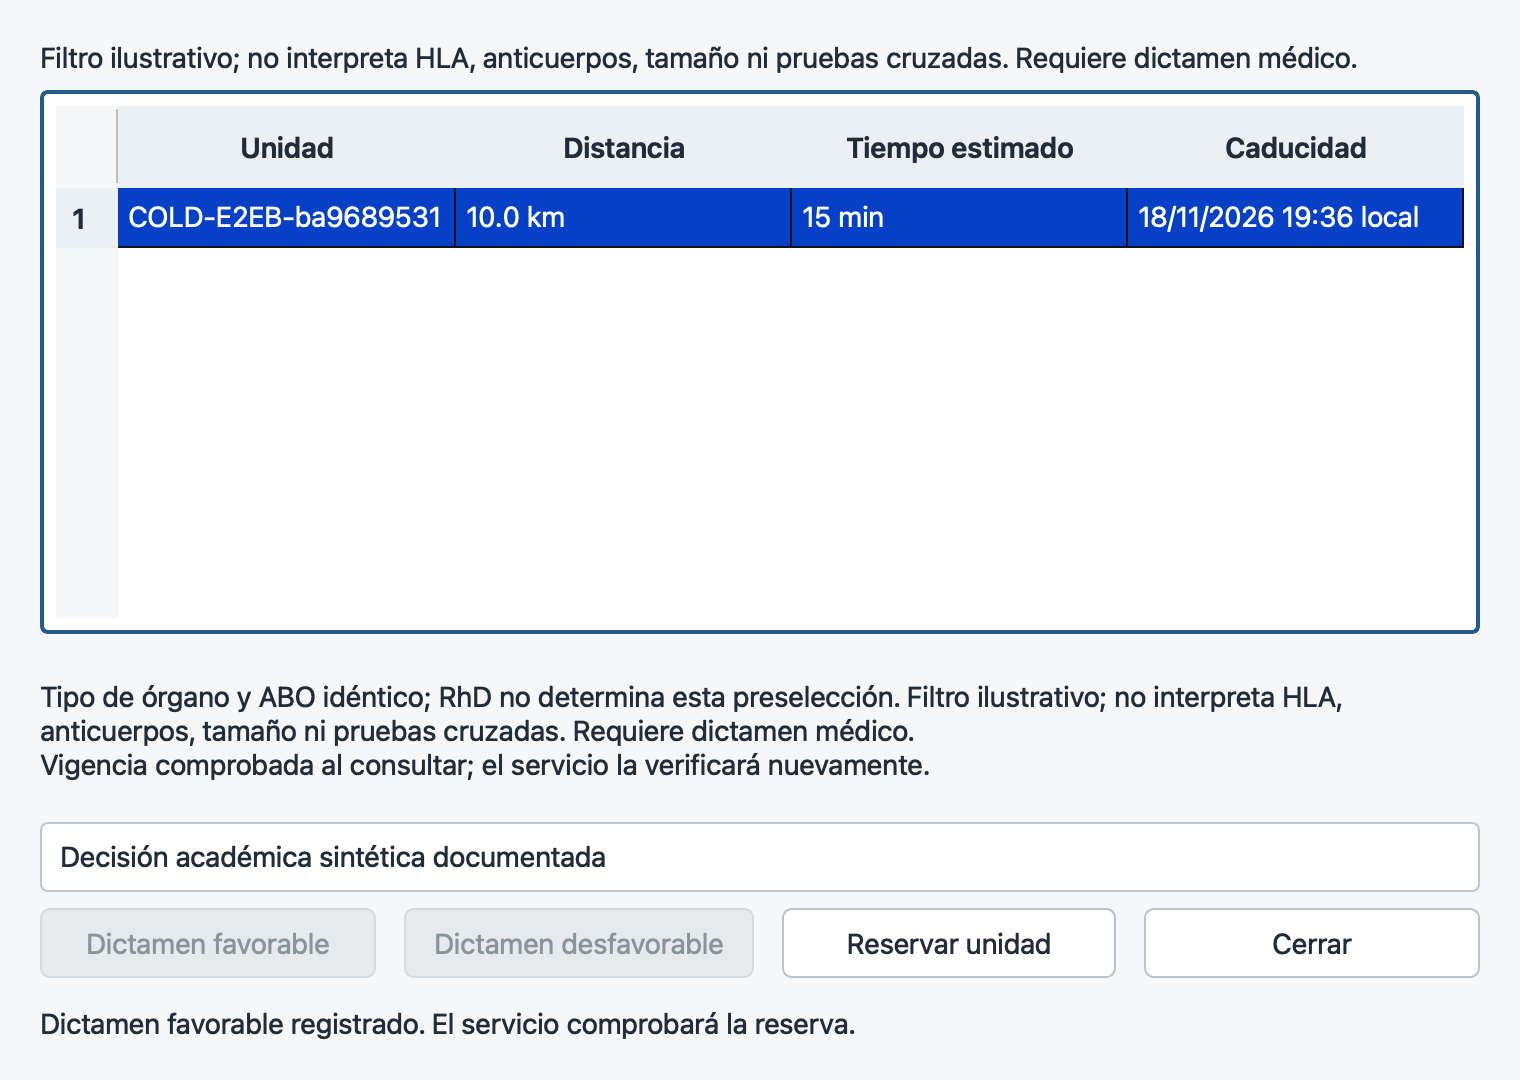 Filtro ilustrativo; no interpreta HLA, anticuerpos, tamaño ni pruebas cruzadas. Requiere dictamen médico.
Unidad Distancia Tiempo estimado Caducidad
1 COLD-E2EB-ba9689531 10.0 km 15 min 18/11/2026 19:36 local
Tipo de órgano y ABO idéntico; RhD no determina esta preselección. Filtro ilustrativo; no interpreta HLA,
anticuerpos, tamaño ni pruebas cruzadas. Requiere dictamen médico.
Vigencia comprobada al consultar; el servicio la verificará nuevamente.
Decisión académica sintética documentada
Dictamen favorable Dictamen desfavorable Reservar unidad Cerrar
Dictamen favorable registrado. El servicio comprobará la reserva.